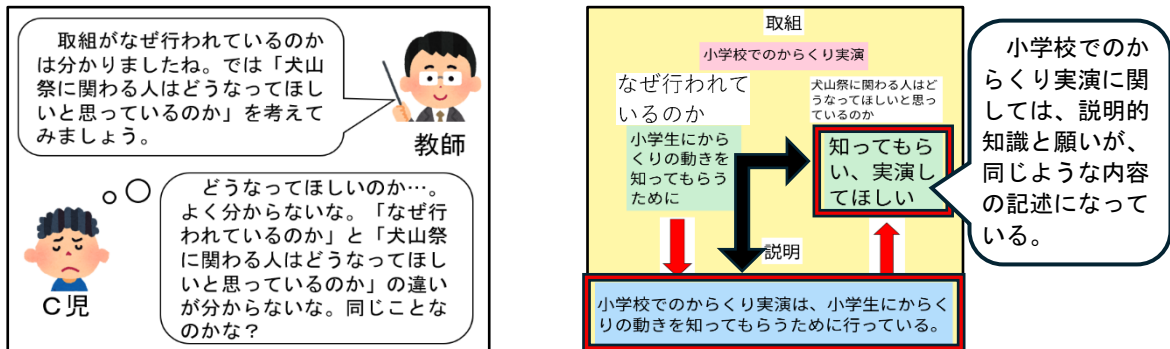 取組がなぜ行われているのか
は分かりましたね。では「犬山
祭に関わる人はどうなってほし
いと思っているのか」を考えて
みましょう。
教師
どうなってほしいのか…。
よく分からないな。「なぜ行
われているのか」と「犬山祭
に関わる人はどうなってほし
いと思っているのか」の違い
が分からないな。同じことな
のかな？
C児
取組
小学校でのからくり実演
なぜ行われて
いるのか
小学生にから
くりの動きを
知ってもらう
ために
犬山祭に関わる人はど
うなってほしいと思っ
ているのか
知ってもら
い、実演し
てほしい
説明
小学校でのからくり実演は、小学生にからく
りの動きを知ってもらうために行っている。
小学校でのか
らくり実演に関
しては、説明的
知識と願いが、
同じような内容
の記述になって
いる。